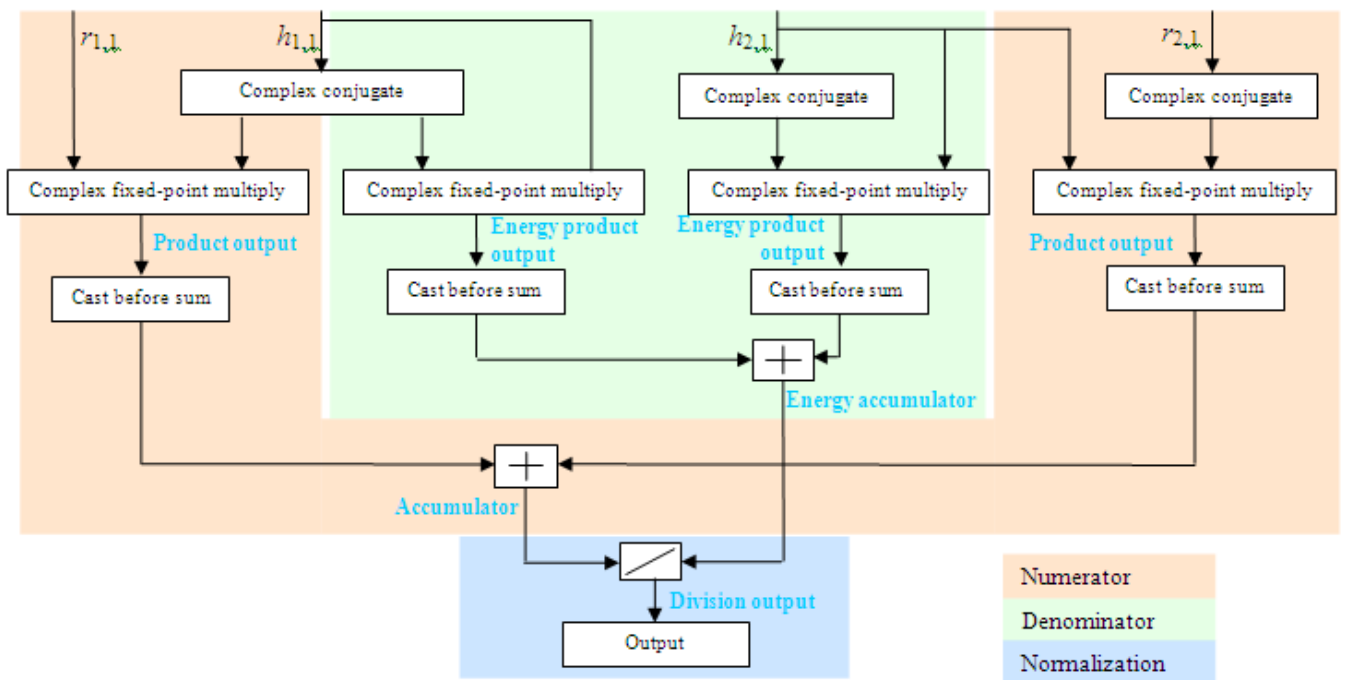 r1,1
h1,1
h2,1
r2,1
Complex conjugate
Complex conjugate
Complex conjugate
Complex fixed-point multiply
Complex fixed-point multiply
Complex fixed-point multiply
Complex fixed-point multiply
Product output
Energy product
output
Energy product
output
Product output
Cast before sum
Cast before sum
Cast before sum
Cast before sum
+
Energy accumulator
+
Accumulator
Division output
Output
Numerator
Denominator
Normalization